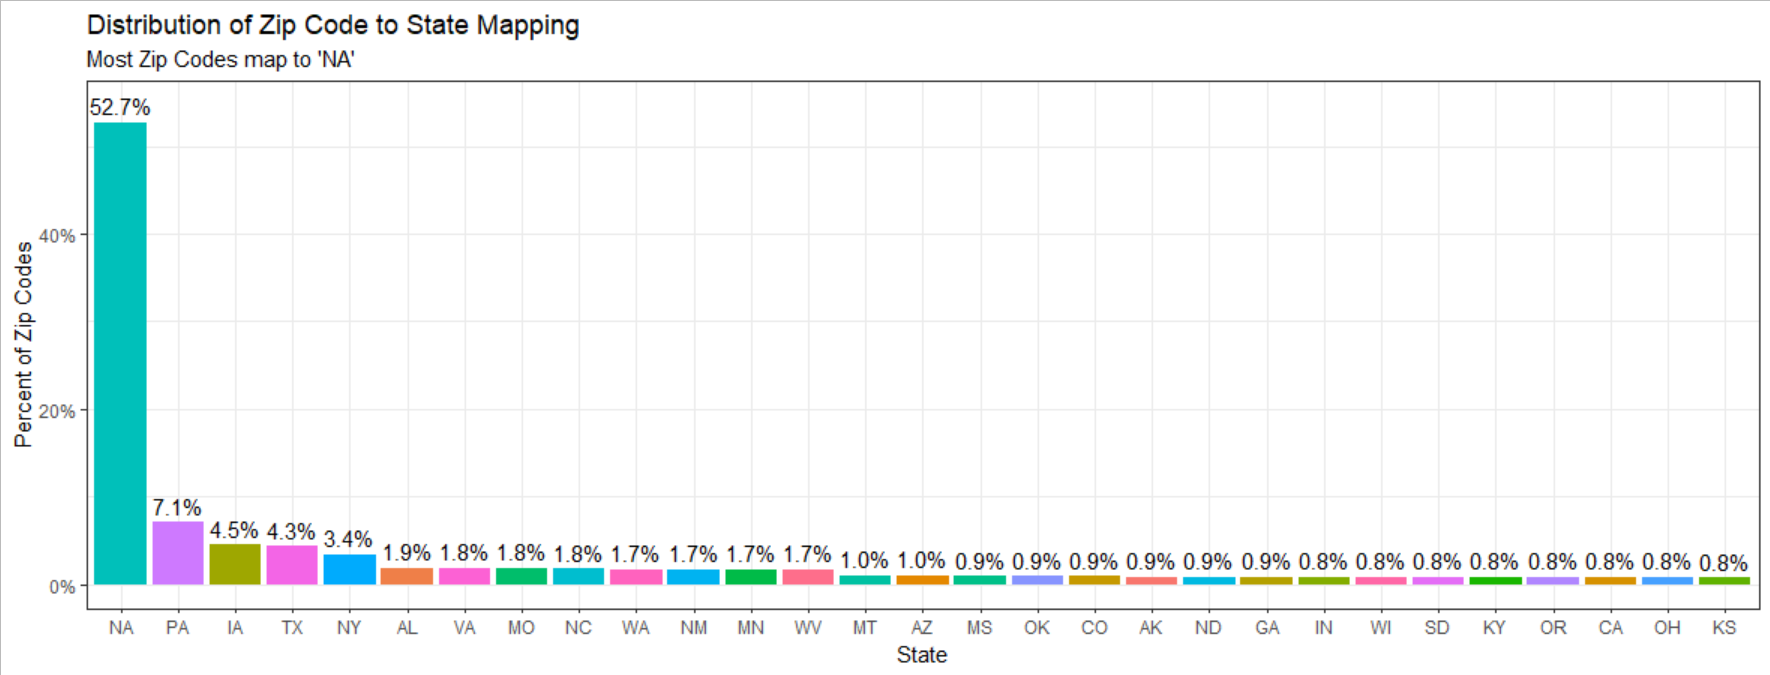 Distribution of Zip Code to State Mapping
Most Zip Codes map to 'NA'
52.7%
7.1% 4.5% 4.3% 3.4% 1.9% 1.8% 1.8% 1.8% 1.7% 1.7% 1.7% 1.7% 1.0% 1.0% 0.9% 0.9% 0.9% 0.9% 0.9% 0.9% 0.8% 0.8% 0.8% 0.8% 0.8% 0.8% 0.8% 0.8%
Percent of Zip Codes
40%
20%
0%
NA PA IA TX NY AL VA MO NC WA NM MN WV MT AZ MS OK CO AK ND GA IN WI SD KY OR CA OH KS
State